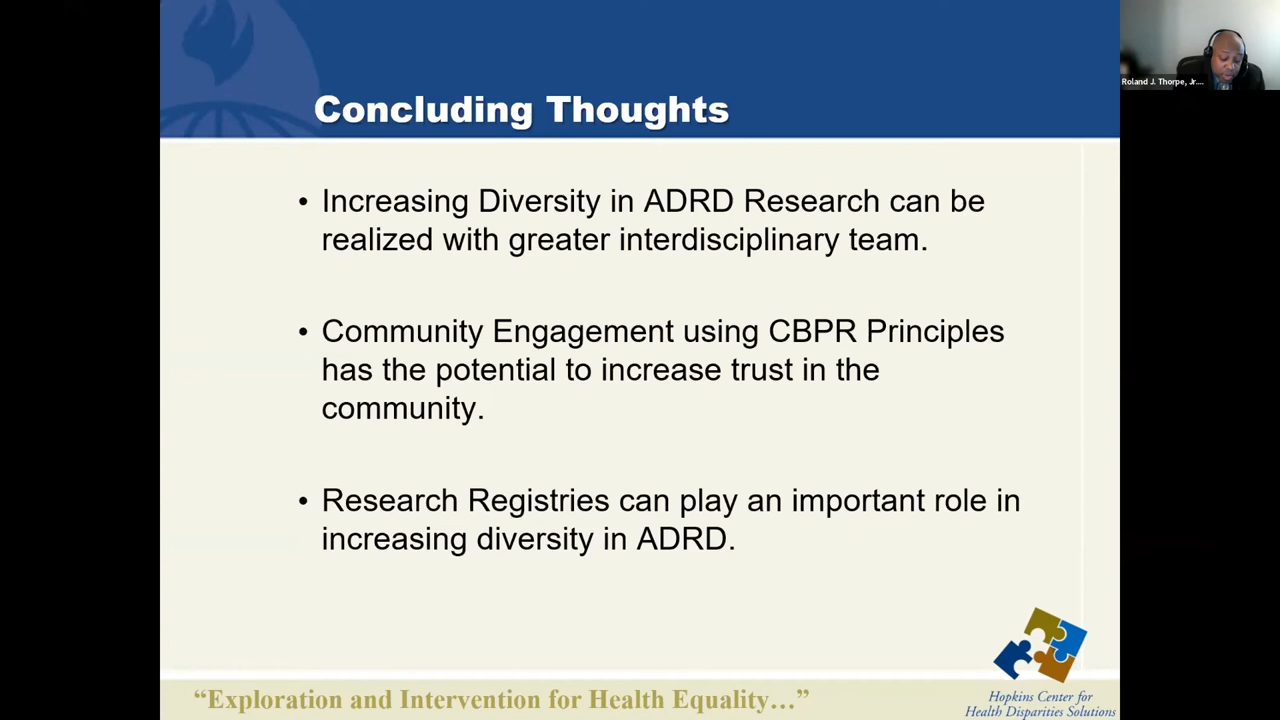 Roland J. Thorpe, Jr....
Concluding Thoughts
• Increasing Diversity in ADRD Research can be
realized with greater interdisciplinary team.
• Community Engagement using CBPR Principles
has the potential to increase trust in the
community.
• Research Registries can play an important role in
increasing diversity in ADRD.
“Exploration and Intervention for Health Equality…”
Hopkins Center for
Health Disparities Solutions